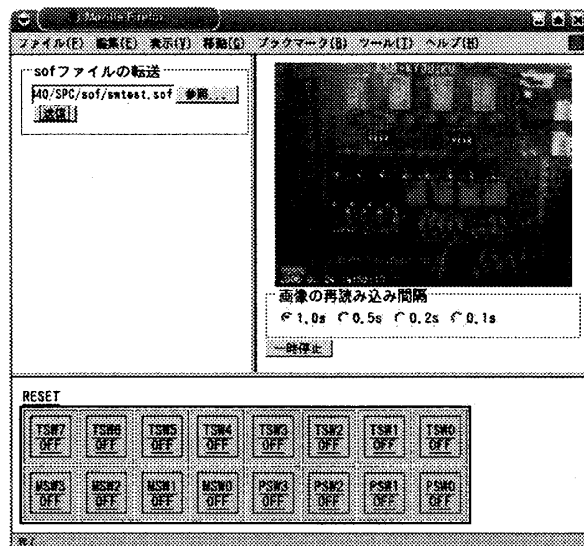 Mozilla Firefox
ファイル(F) 編集(E) 表示(V) 移動(G) ブックマーク(B) ツール(T) ヘルプ(H)
sofファイルの転送
40/SPC/sof/swtest.sof 参照...
送信
画像の再読み込み間隔
1.0s 0.5s 0.2s 0.1s
一時停止
RESET
TSW7 TSW6 TSW5 TSW4 TSW3 TSW2 TSW1 TSW0
OFF OFF OFF OFF OFF OFF OFF OFF
MSW3 MSW2 MSW1 MSW0 PSW3 PSW2 PSW1 PSW0
OFF OFF OFF OFF OFF OFF OFF OFF
完了